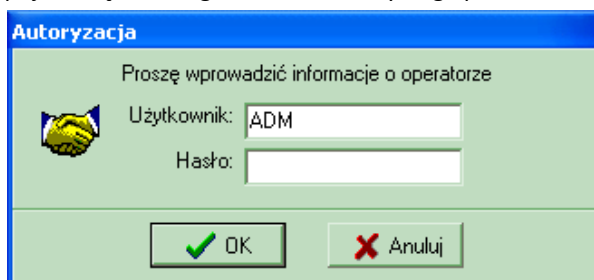 Autoryzacja
Proszę wprowadzić informacje o operatorze
Użytkownik: ADM
Hasło:
OK Anuluj